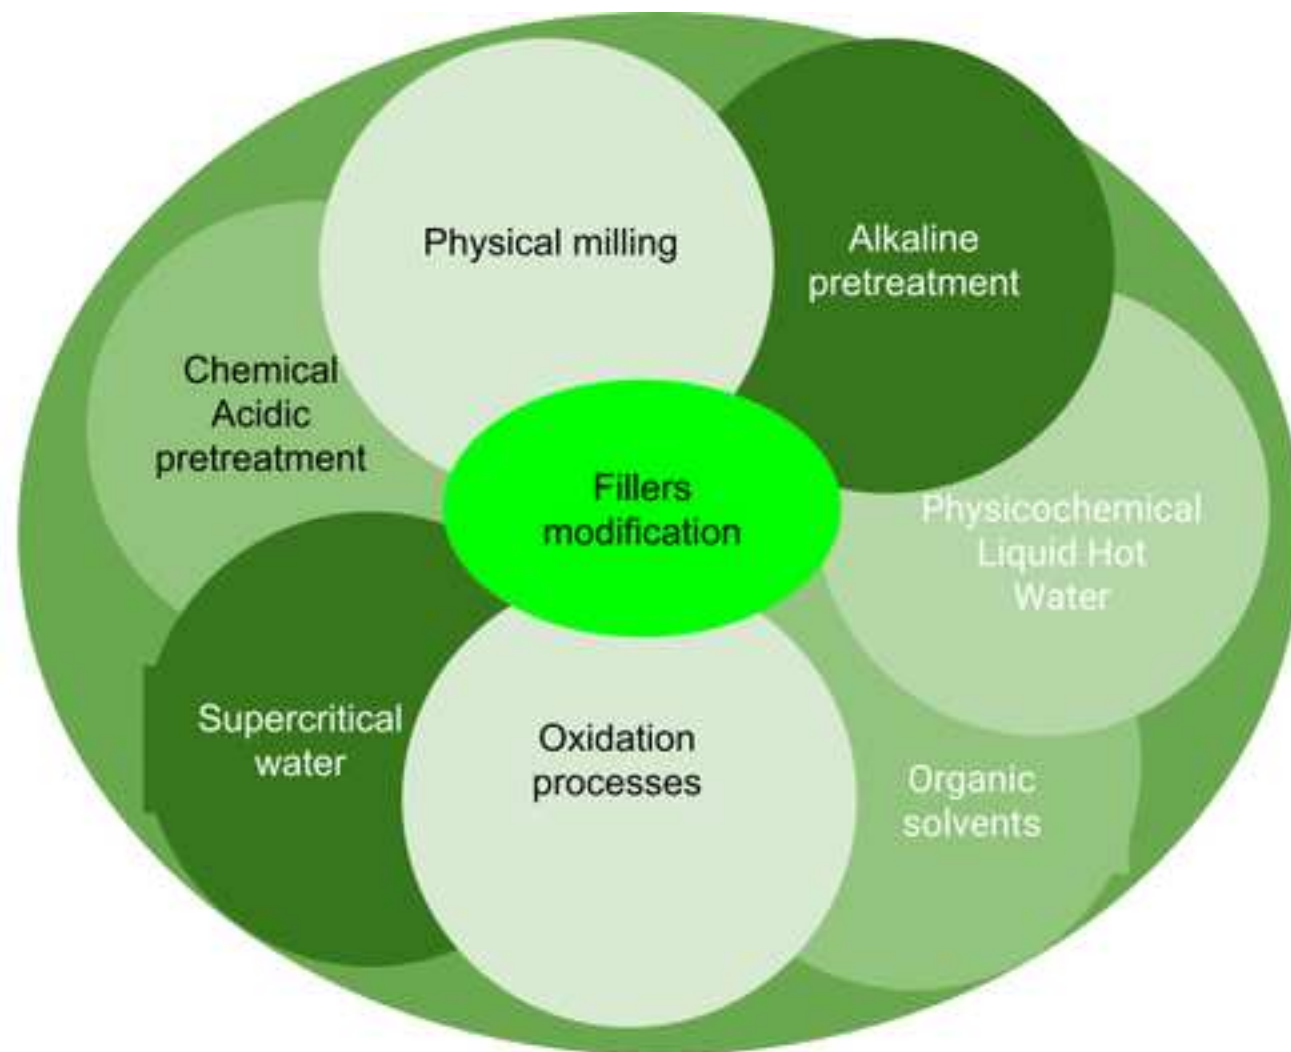 Physical milling
Alkaline
pretreatment
Chemical
Acidic
pretreatment
Fillers
modification
Physicochemical
Liquid Hot
Water
Supercritical
water
Oxidation
processes
Organic
solvents